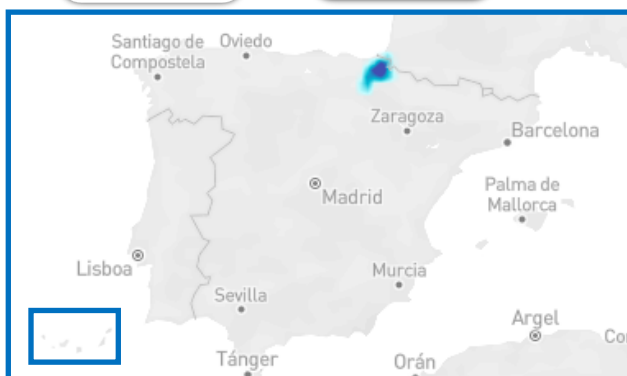 Santiago de
Compostela
Oviedo
Zaragoza
Barcelona
Madrid
Palma de
Mallorca
Lisboa
Murcia
Sevilla
Argel
Tánger
Orán